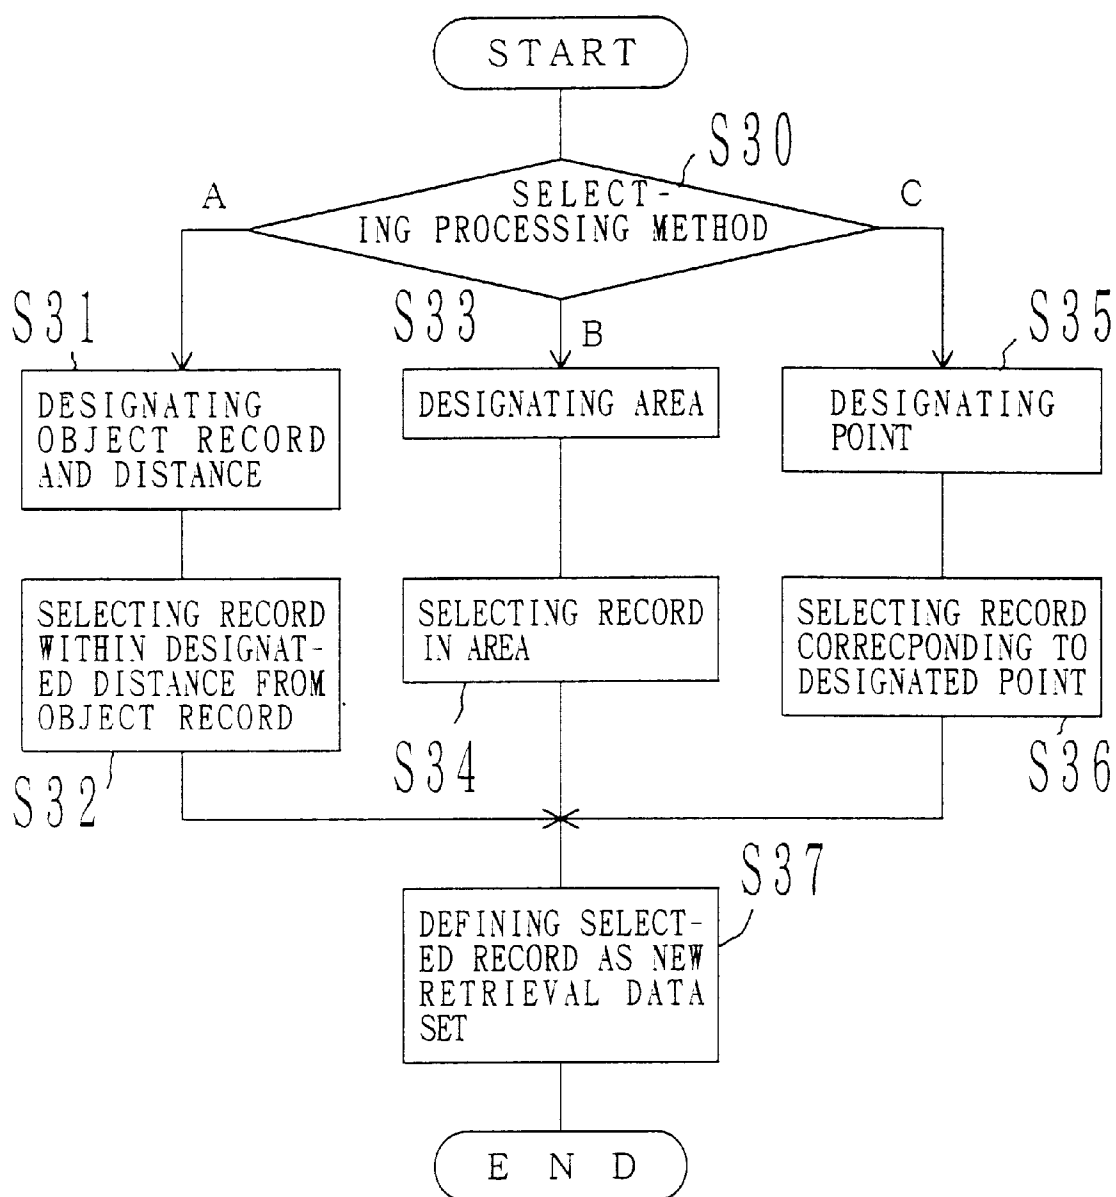 START
S30
A
SELECT-
ING PROCESSING METHOD
C
S31
S33
B
S35
DESIGNATING
OBJECT RECORD
AND DISTANCE
DESIGNATING AREA
DESIGNATING
POINT
SELECTING RECORD
WITHIN DESIGNAT-
ED DISTANCE FROM
OBJECT RECORD
SELECTING RECORD
IN AREA
SELECTING RECORD
CORRECPONDING TO
DESIGNATED POINT
S32
S34
S36
S37
DEFINING SELECT-
ED RECORD AS NEW
RETRIEVAL DATA
SET
END